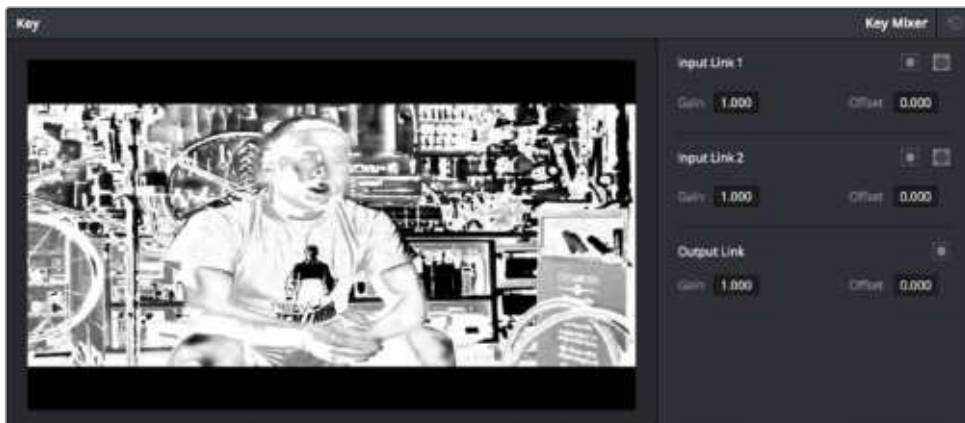 Key
Key Mixer
Input Link 1
Gain 1.000 Offset 0.000
Input Link 2
Gain 1.000 Offset 0.000
Output Link
Gain 1.000 Offset 0.000